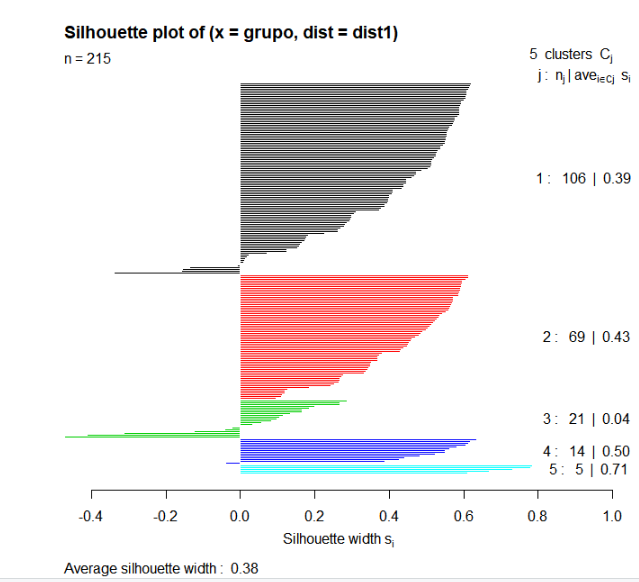 Silhouette plot of (x = grupo, dist = dist1)
n = 215
5 clusters Cj
j : nj | avei∈Cj si
1 : 106 | 0.39
2 : 69 | 0.43
3 : 21 | 0.04
4 : 14 | 0.50
5 : 5 | 0.71
-0.4 -0.2 0.0 0.2 0.4 0.6 0.8 1.0
Silhouette width si
Average silhouette width : 0.38